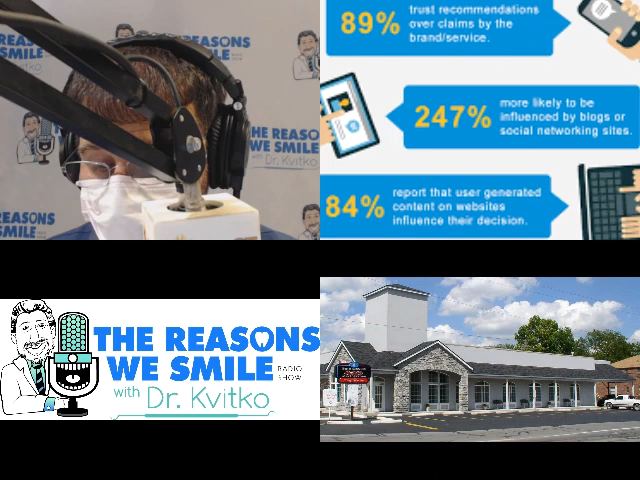 REASONS
SMILE
Kvitko
THE REASONS
WE SMILE
THE REASO
WE SMILE
with Dr. Kvitko
REASONS
SMILE
89%
trust recommendations
over claims by the
brand/service.
247%
more likely to be
influenced by blogs or
social networking sites.
84%
report that user generated
content on websites
influence their decision.
THE REASONS
WE SMILE
RADIO
SHOW
with Dr. Kvitko